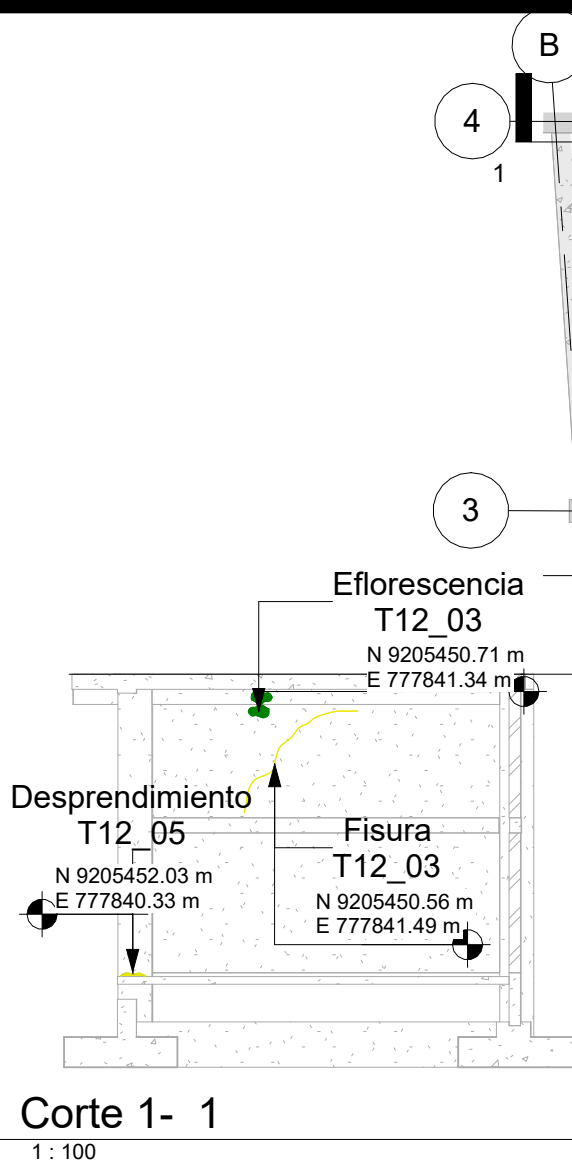 B
4
1
3
Eflorescencia
T12_03
N 9205450.71 m
E 777841.34 m
Desprendimiento
T12_05
N 9205452.03 m
E 777840.33 m
Fisura
T12_03
N 9205450.56 m
E 777841.49 m
Corte 1- 1
1 : 100